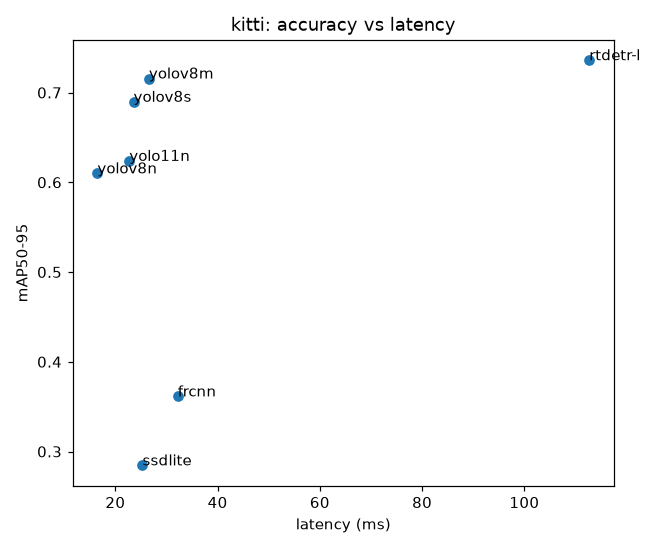 kitti: accuracy vs latency
rtdetr-l
yolov8m
yolov8s
yolo11n
yolov8n
frcnn
ssdlite
0.7
0.6
0.5
0.4
0.3
mAP50-95
20 40 60 80 100
latency (ms)